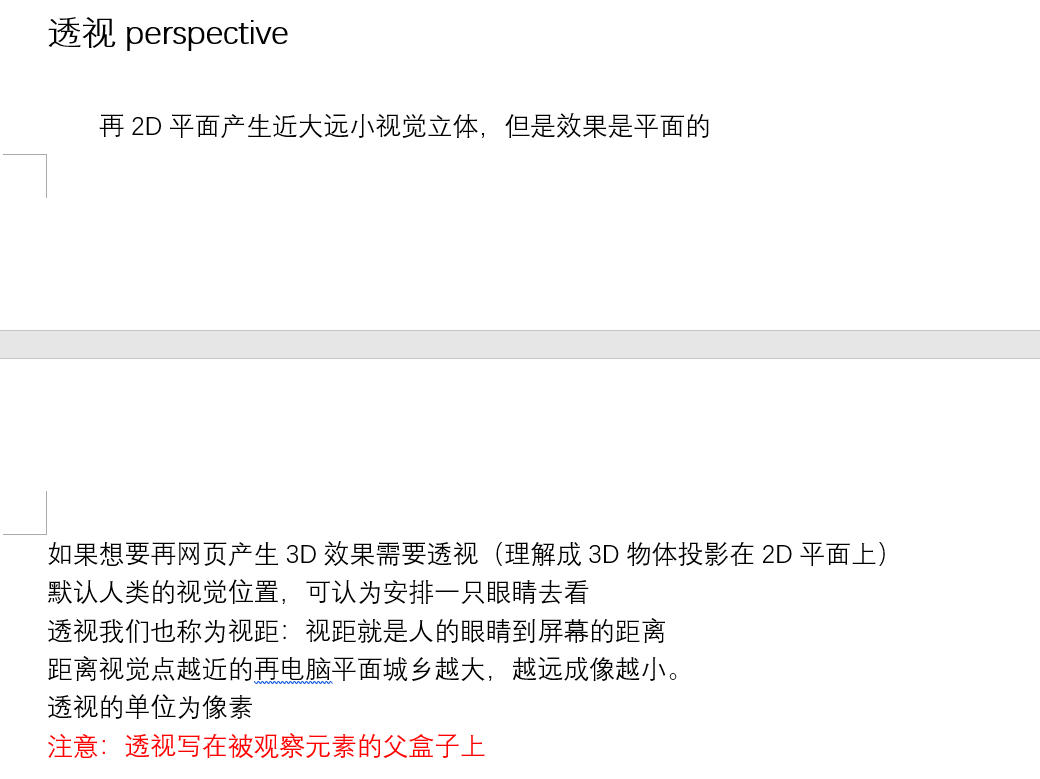 透视 perspective
再 2D 平面产生近大远小视觉立体，但是效果是平面的
如果想要再网页产生 3D 效果需要透视（理解成 3D 物体投影在 2D 平面上）
默认人类的视觉位置，可认为安排一只眼睛去看
透视我们也称为视距：视距就是人的眼睛到屏幕的距离
距离视觉点越近的再电脑平面城乡越大，越远成像越小。
透视的单位为像素
注意：透视写在被观察元素的父盒子上